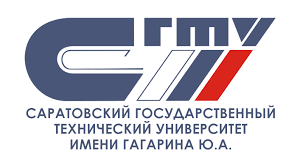 СГТУ
САРАТОВСКИЙ ГОСУДАРСТВЕННЫЙ
ТЕХНИЧЕСКИЙ УНИВЕРСИТЕТ
ИМЕНИ ГАГАРИНА Ю.А.